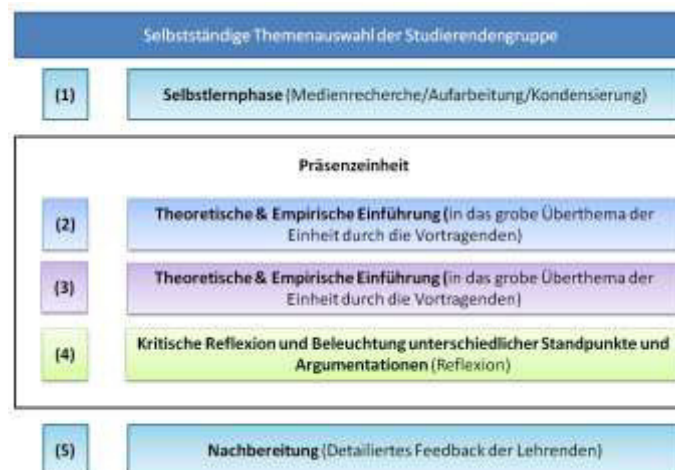 Selbstständige Themenauswahl der Studierendengruppe
(1) Selbstlernphase (Medienrecherche/Aufarbeitung/Kondensierung)
Präsenzeinheit
(2) Theoretische & Empirische Einführung (in das grobe Überthema der
Einheit durch die Vortragenden)
(3) Theoretische & Empirische Einführung (in das grobe Überthema der
Einheit durch die Vortragenden)
(4) Kritische Reflexion und Beleuchtung unterschiedlicher Standpunkte und
Argumentationen (Reflexion)
(5) Nachbereitung (Detailiertes Feedback der Lehrenden)